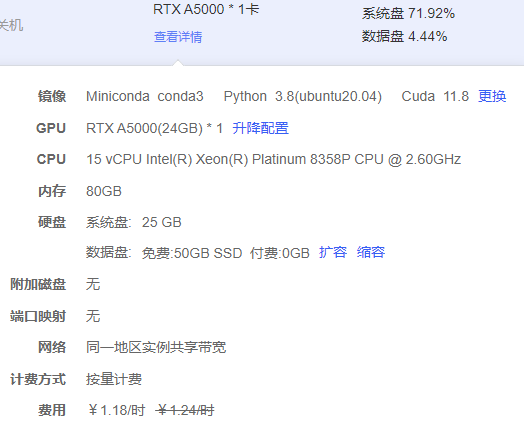 关机
RTX A5000 * 1卡
查看详情
系统盘 71.92%
数据盘 4.44%
镜像 Miniconda conda3 Python 3.8(ubuntu20.04) Cuda 11.8 更换
GPU RTX A5000(24GB) * 1 升降配置
CPU 15 vCPU Intel(R) Xeon(R) Platinum 8358P CPU @ 2.60GHz
内存 80GB
硬盘 系统盘: 25 GB
数据盘: 免费:50GB SSD 付费:0GB 扩容 缩容
附加磁盘 无
端口映射 无
网络 同一地区实例共享带宽
计费方式 按量计费
费用 ￥1.18/时 ￥1.24/时